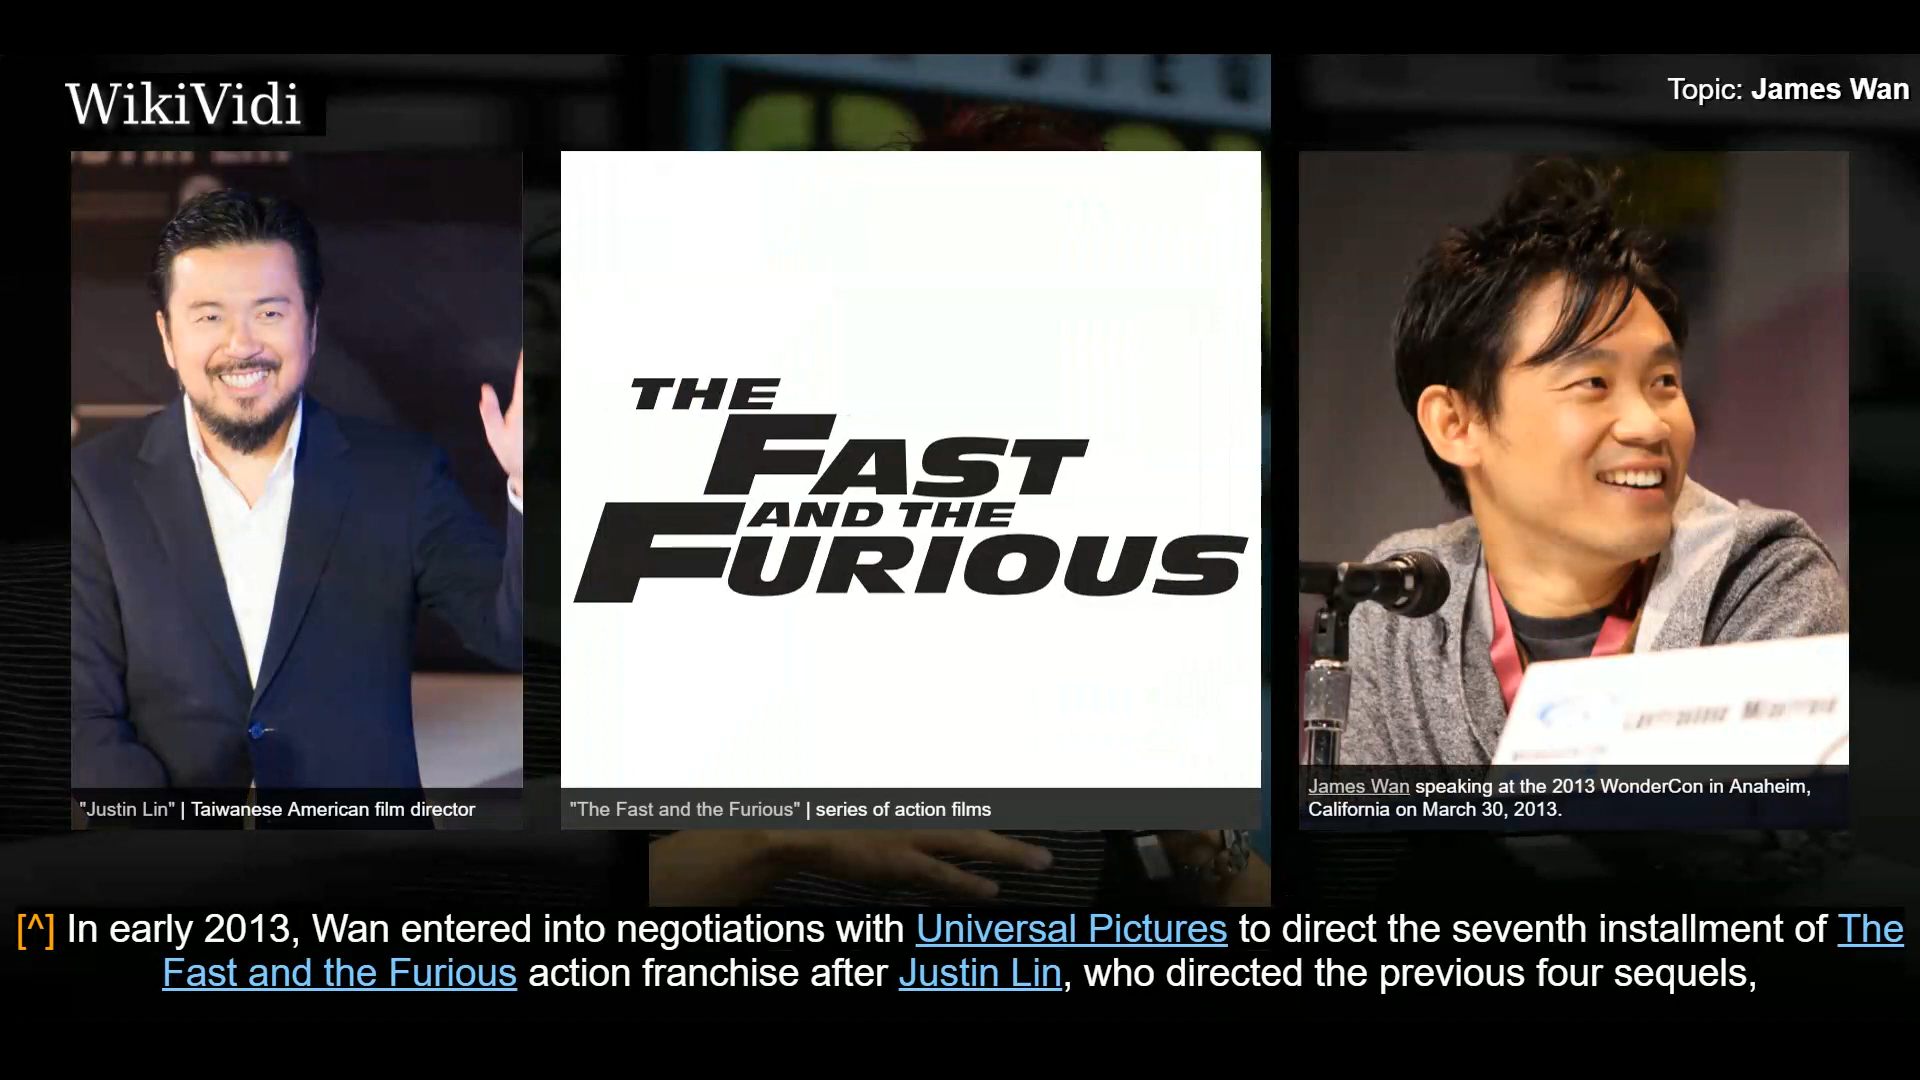 WikiVidi
Topic: James Wan
THE
FAST
AND THE
FURIOUS
"Justin Lin" | Taiwanese American film director
"The Fast and the Furious" | series of action films
James Wan speaking at the 2013 WonderCon in Anaheim,
California on March 30, 2013.
[^] In early 2013, Wan entered into negotiations with Universal Pictures to direct the seventh installment of The
Fast and the Furious action franchise after Justin Lin, who directed the previous four sequels,